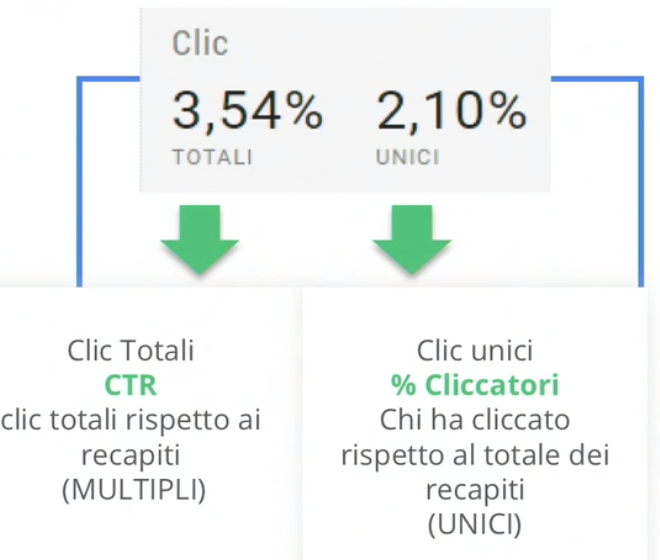 Clic
3,54% 2,10%
TOTALI UNICI
Clic Totali
CTR
clic totali rispetto ai
recapiti
(MULTIPLI)
Clic unici
% Cliccatori
Chi ha cliccato
rispetto al totale dei
recapiti
(UNICI)